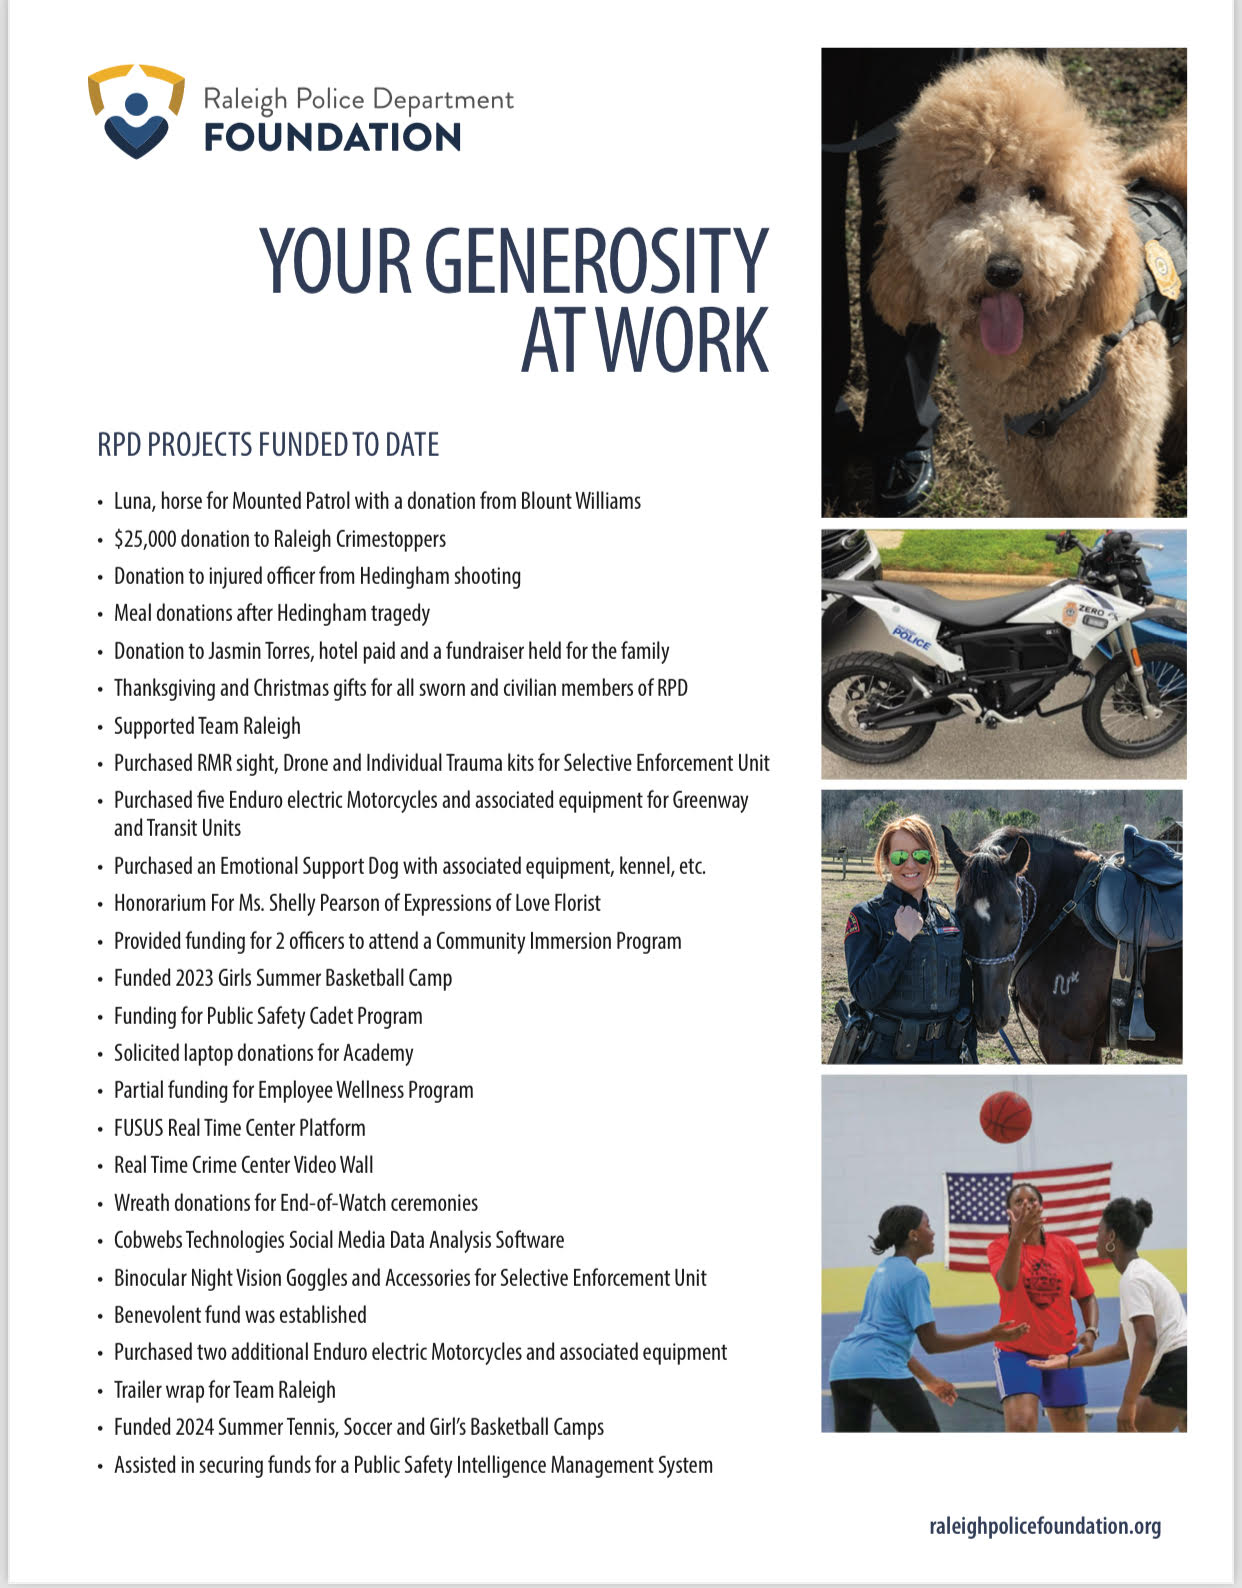 Raleigh Police Department
FOUNDATION
YOUR GENEROSITY
AT WORK
RPD PROJECTS FUNDED TO DATE
• Luna, horse for Mounted Patrol with a donation from Blount Williams
• $25,000 donation to Raleigh Crimestoppers
• Donation to injured officer from Hedingham shooting
• Meal donations after Hedingham tragedy
• Donation to Jasmin Torres, hotel paid and a fundraiser held for the family
• Thanksgiving and Christmas gifts for all sworn and civilian members of RPD
• Supported Team Raleigh
• Purchased RMR sight, Drone and Individual Trauma kits for Selective Enforcement Unit
• Purchased five Enduro electric Motorcycles and associated equipment for Greenway
and Transit Units
• Purchased an Emotional Support Dog with associated equipment, kennel, etc.
• Honorarium For Ms. Shelly Pearson of Expressions of Love Florist
• Provided funding for 2 officers to attend a Community Immersion Program
• Funded 2023 Girls Summer Basketball Camp
• Funding for Public Safety Cadet Program
• Solicited laptop donations for Academy
• Partial funding for Employee Wellness Program
• FUSUS Real Time Center Platform
• Real Time Crime Center Video Wall
• Wreath donations for End-of-Watch ceremonies
• Cobwebs Technologies Social Media Data Analysis Software
• Binocular Night Vision Goggles and Accessories for Selective Enforcement Unit
• Benevolent fund was established
• Purchased two additional Enduro electric Motorcycles and associated equipment
• Trailer wrap for Team Raleigh
• Funded 2024 Summer Tennis, Soccer and Girl's Basketball Camps
• Assisted in securing funds for a Public Safety Intelligence Management System
ZERO
RALEIGH
POLICE
raleighpolicefoundation.org